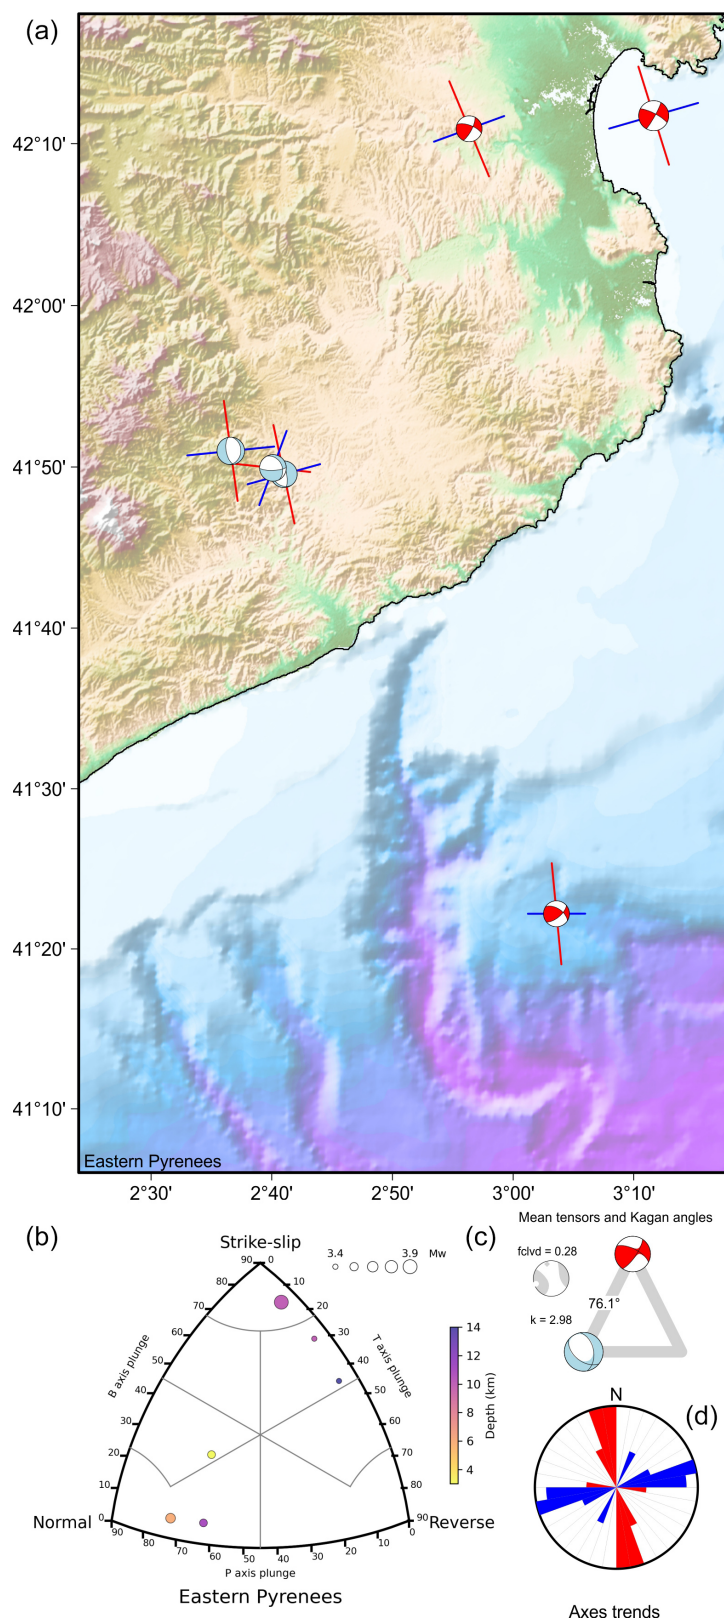 (a)
42°10'
42°00'
41°50'
41°40'
41°30'
41°20'
41°10'
Eastern Pyrenees
2°30' 2°40' 2°50' 3°00' 3°10'
(b)
Strike-slip
3.4 3.9 Mw
90 80 70 60 50 40 30 20 10 0
B axis plunge
0 10 20 30 40 50 60 70 80 90
T axis plunge
Normal
Reverse
90 80 70 60 50 40 30 20 10 0
P axis plunge
Eastern Pyrenees
14
12
10
8
6
4
Depth (km)
(c)
Mean tensors and Kagan angles
fclvd = 0.28
76.1°
k = 2.98
(d)
N
Axes trends